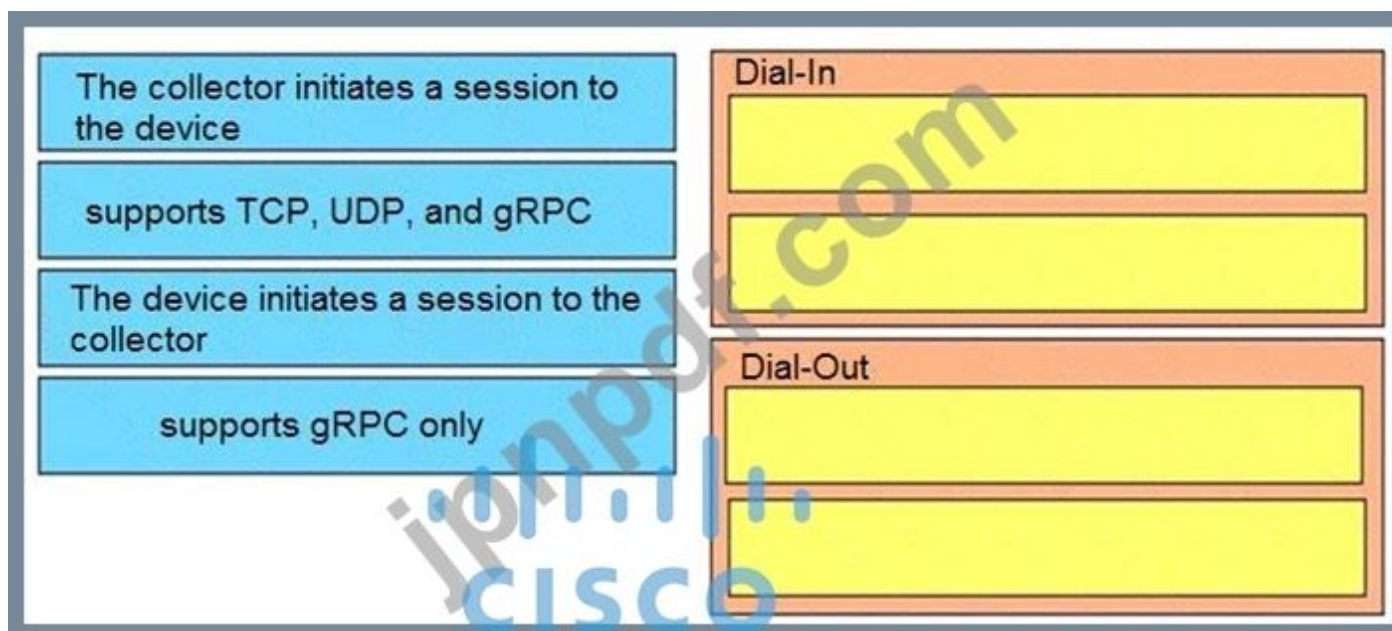 The collector initiates a session to
the device
supports TCP, UDP, and gRPC
The device initiates a session to the
collector
supports gRPC only
Dial-In
Dial-Out
jpnpdf.com
CISCO